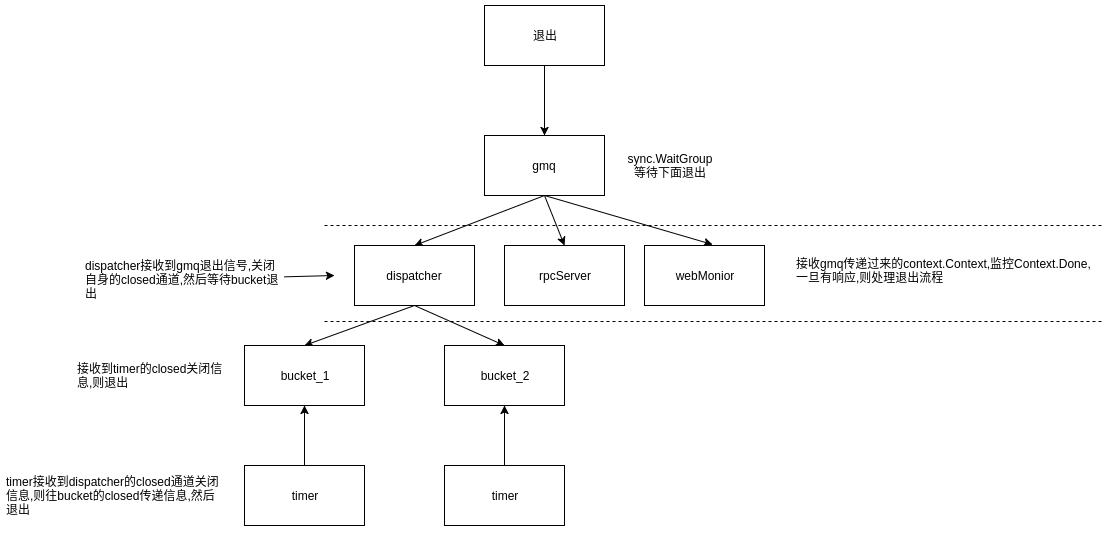 退出
gmq
sync.WaitGroup
等待下面退出
dispatcher接收到gmq退出信号,关闭
自身的closed通道,然后等待bucket退
出
dispatcher
rpcServer
webMonior
接收gmq传递过来的context.Context,监控Context.Done,
一旦有响应,则处理退出流程
接收到timer的closed关闭信
息,则退出
bucket_1
bucket_2
timer接收到dispatcher的closed通道关闭
信息,则往bucket的closed传递信息,然后
退出
timer
timer